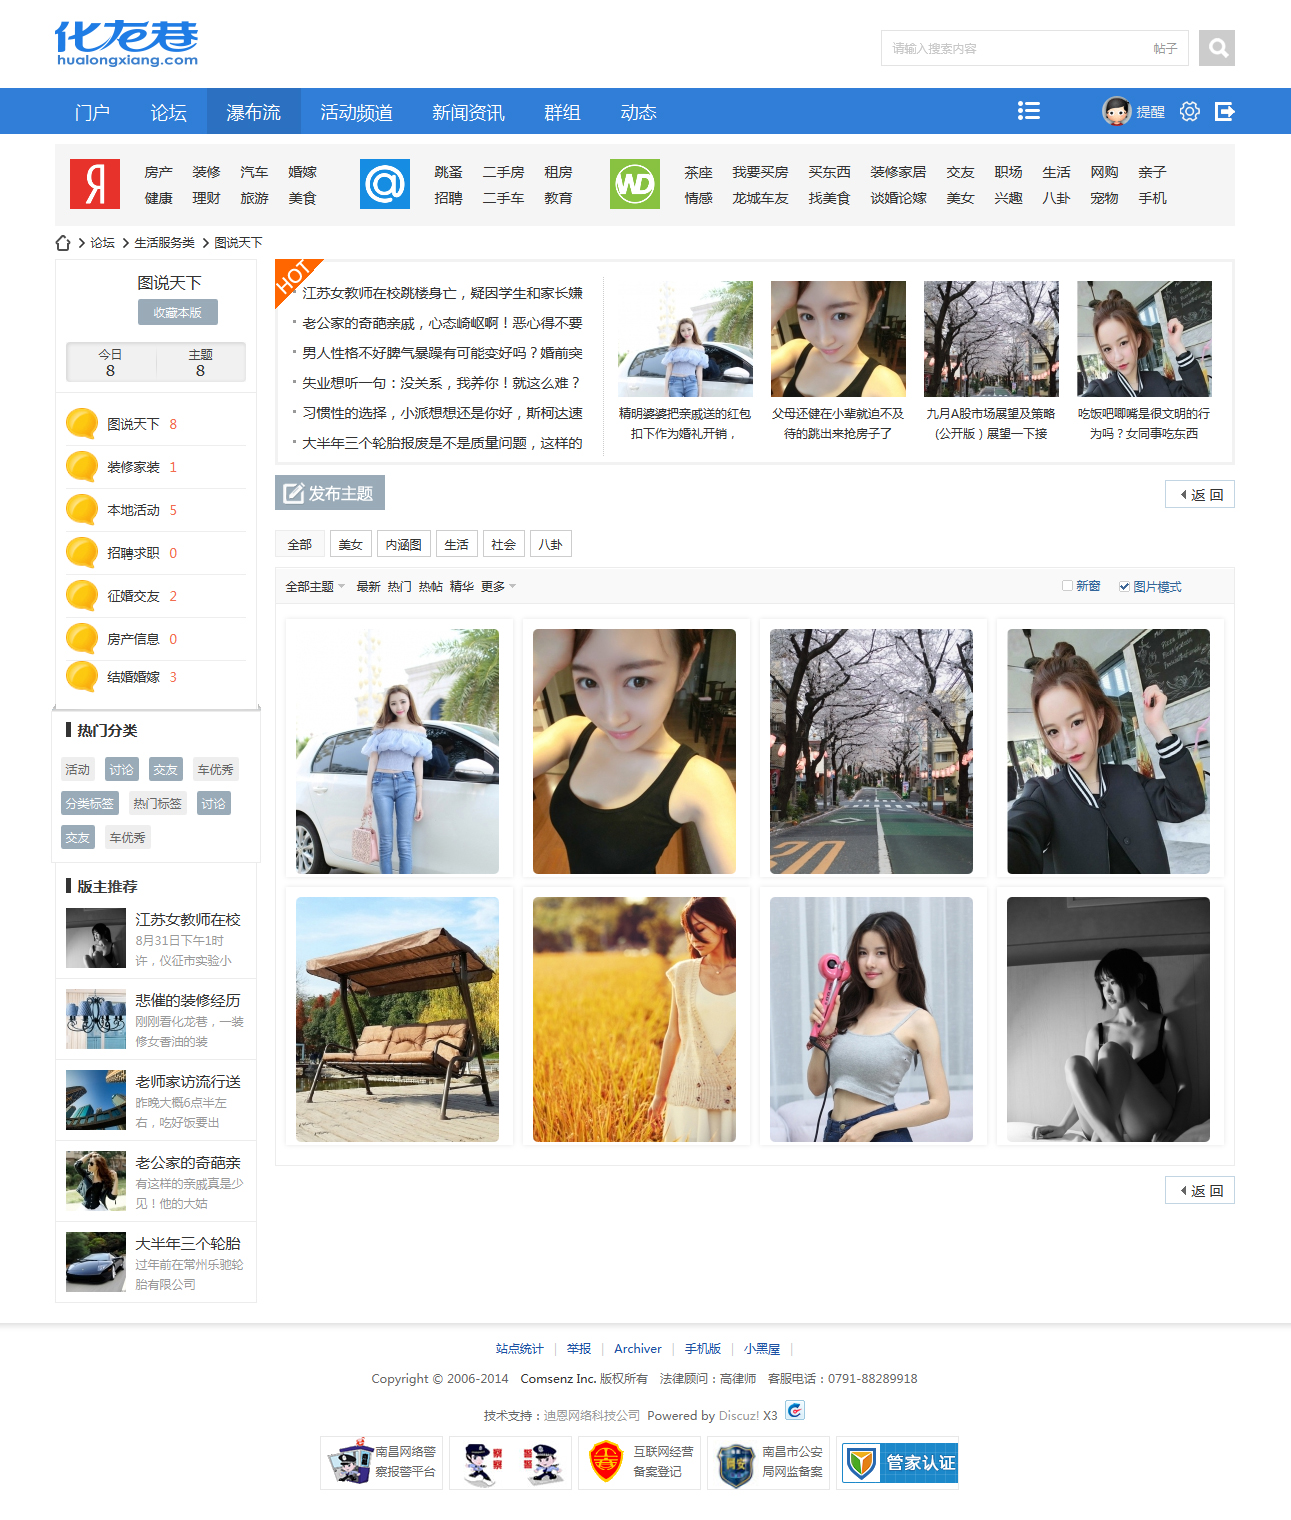 化龙巷
hualongxiang.com
请输入搜索内容 帖子
门户 论坛 瀑布流 活动频道 新闻资讯 群组 动态 提醒
房产 装修 汽车 婚嫁 跳蚤 二手房 租房 茶座 我要买房 买东西 装修家居 交友 职场 生活 网购 亲子
健康 理财 旅游 美食 招聘 二手车 教育 情感 龙城车友 找美食 谈婚论嫁 美女 兴趣 八卦 宠物 手机
Я @ WD
论坛 生活服务类 图说天下
图说天下
收藏本版
今日 主题
8 8
图说天下 8
装修家装 1
本地活动 5
招聘求职 0
征婚交友 2
房产信息 0
结婚婚嫁 3
热门分类
活动 讨论 交友 车优秀
分类标签 热门标签 讨论
交友 车优秀
版主推荐
江苏女教师在校
8月31日下午1时
许，仪征市实验小
悲催的装修经历
刚刚看化龙巷，一装
修女香油的装
老师家访流行送
昨晚大概6点半左
右，吃好饭要出
老公家的奇葩亲
有这样的亲戚真是少
见！他的大姑
大半年三个轮胎
过年前在常州乐驰轮
胎有限公司
HOT
江苏女教师在校跳楼身亡，疑因学生和家长嫌
老公家的奇葩亲戚，心态崎岖啊！恶心得不要
男人性格不好脾气暴躁有可能变好吗？婚前突
失业想听一句：没关系，我养你！就这么难？
习惯性的选择，小派想想还是你好，斯柯达速
大半年三个轮胎报废是不是质量问题，这样的
精明婆婆把亲戚送的红包
扣下作为婚礼开销，
父母还健在小辈就迫不及
待的跳出来抢房子了
九月A股市场展望及策略
(公开版）展望一下接
吃饭吧唧嘴是很文明的行
为吗？女同事吃东西
发布主题 返 回
全部 美女 内涵图 生活 社会 八卦
全部主题 最新 热门 热帖 精华 更多 新窗 图片模式
返 回
站点统计 | 举报 | Archiver | 手机版 | 小黑屋 |
Copyright © 2006-2014 Comsenz Inc. 版权所有 法律顾问：高律师 客服电话：0791-88289918
技术支持：迪恩网络科技公司 Powered by Discuz! X3
南昌网络警
察报警平台
警察 警警
互联网经营
备案登记
南昌市公安
局网监备案
管家认证